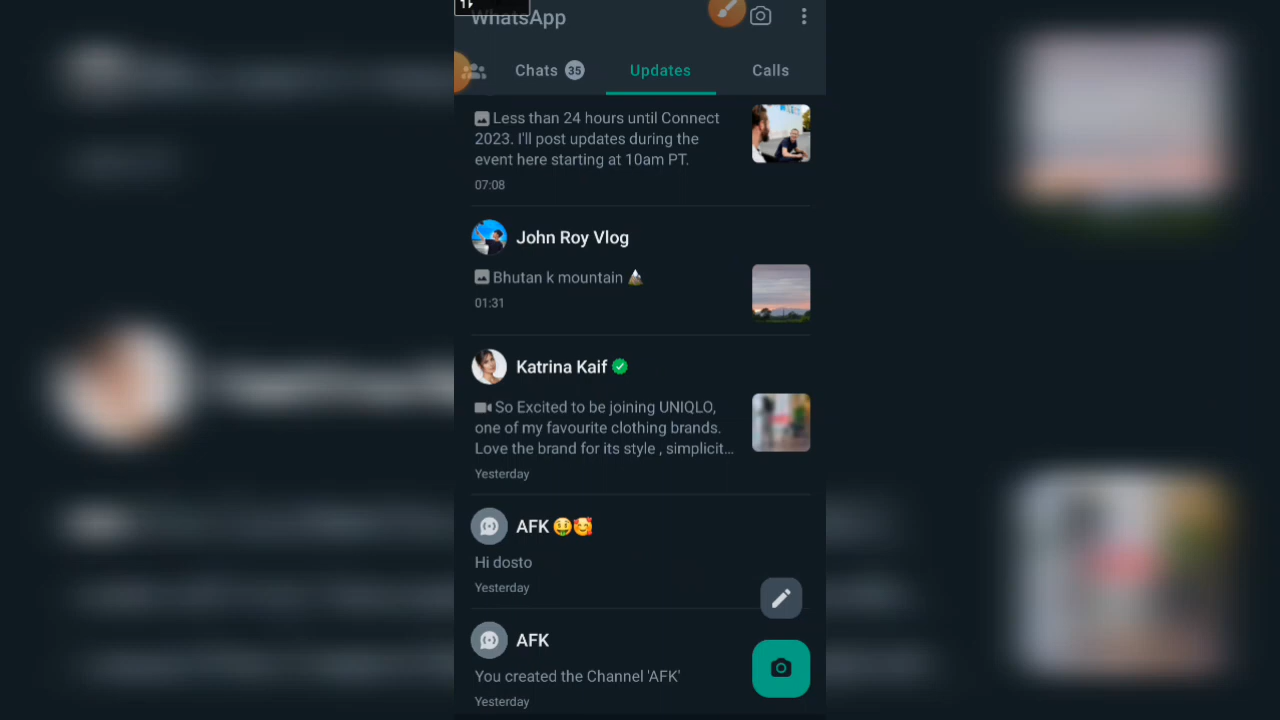 WhatsApp
Chats 35
Updates
Calls
Less than 24 hours until Connect
2023. I'll post updates during the
event here starting at 10am PT.
07:08
John Roy Vlog
Bhutan k mountain 🏔️
01:31
Katrina Kaif
So Excited to be joining UNIQLO,
one of my favourite clothing brands.
Love the brand for its style , simplicit...
Yesterday
AFK 🤑🥰
Hi dosto
Yesterday
AFK
You created the Channel 'AFK'
Yesterday